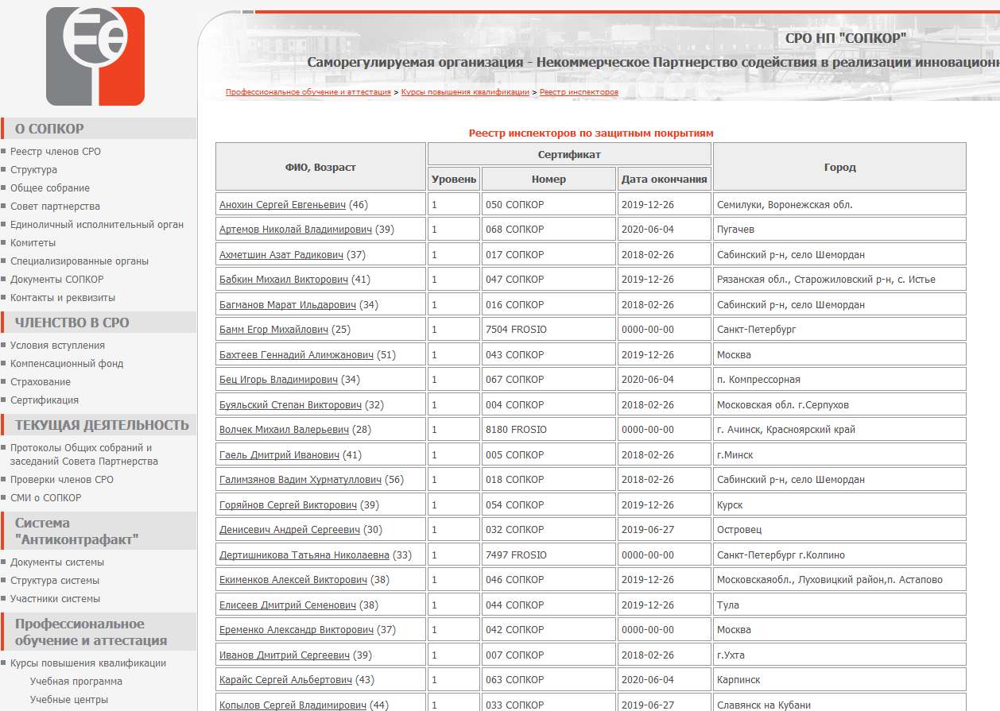 СРО НП "СОПКОР"
Саморегулируемая организация - Некоммерческое Партнерство содействия в реализации инновацион
Профессиональное обучение и аттестация > Курсы повышения квалификации > Реестр инспекторов
О СОПКОР
Реестр членов СРО
Структура
Общее собрание
Совет партнерства
Единоличный исполнительный орган
Комитеты
Специализированные органы
Документы СОПКОР
Контакты и реквизиты
ЧЛЕНСТВО В СРО
Условия вступления
Компенсационный фонд
Страхование
Сертификация
ТЕКУЩАЯ ДЕЯТЕЛЬНОСТЬ
Протоколы Общих собраний и
заседаний Совета Партнерства
Проверки членов СРО
СМИ о СОПКОР
Система
"Антиконтрафакт"
Документы системы
Структура системы
Участники системы
Профессиональное
обучение и аттестация
Курсы повышения квалификации
Учебная программа
Учебные центры
Реестр инспекторов по защитным покрытиям
ФИО, Возраст Сертификат Город
Уровень Номер Дата окончания
Анохин Сергей Евгеньевич (46) 1 050 СОПКОР 2019-12-26 Семилуки, Воронежская обл.
Артемов Николай Владимирович (39) 1 068 СОПКОР 2020-06-04 Пугачев
Ахметшин Азат Радикович (37) 1 017 СОПКОР 2018-02-26 Сабинский р-н, село Шемордан
Бабкин Михаил Викторович (41) 1 047 СОПКОР 2019-12-26 Рязанская обл., Старожиловский р-н, с. Истье
Багманов Марат Ильдарович (34) 1 016 СОПКОР 2018-02-26 Сабинский р-н, село Шемордан
Бамм Егор Михайлович (25) 1 7504 FROSIO 0000-00-00 Санкт-Петербург
Бахтеев Геннадий Алимжанович (51) 1 043 СОПКОР 2019-12-26 Москва
Бец Игорь Владимирович (34) 1 067 СОПКОР 2020-06-04 п. Компрессорная
Буяльский Степан Викторович (32) 1 004 СОПКОР 2018-02-26 Московская обл. г.Серпухов
Волчек Михаил Валерьевич (28) 1 8180 FROSIO 0000-00-00 г. Ачинск, Красноярский край
Гаель Дмитрий Иванович (41) 1 005 СОПКОР 2018-02-26 г.Минск
Галимзянов Вадим Хурматуллович (56) 1 018 СОПКОР 2018-02-26 Сабинский р-н, село Шемордан
Горяйнов Сергей Викторович (39) 1 054 СОПКОР 2019-12-26 Курск
Денисевич Андрей Сергеевич (30) 1 032 СОПКОР 2019-06-27 Островец
Дертишникова Татьяна Николаевна (33) 1 7497 FROSIO 0000-00-00 Санкт-Петербург г.Колпино
Екименков Алексей Викторович (38) 1 046 СОПКОР 2019-12-26 Московскаяобл., Луховицкий район,п. Астапово
Елисеев Дмитрий Семенович (38) 1 044 СОПКОР 2019-12-26 Тула
Еременко Александр Викторович (37) 1 042 СОПКОР 0000-00-00 Москва
Иванов Дмитрий Сергеевич (39) 1 007 СОПКОР 2018-02-26 г.Ухта
Карайс Сергей Альбертович (43) 1 063 СОПКОР 2020-06-04 Карпинск
Копылов Сергей Владимирович (44) 1 033 СОПКОР 2019-06-27 Славянск на Кубани